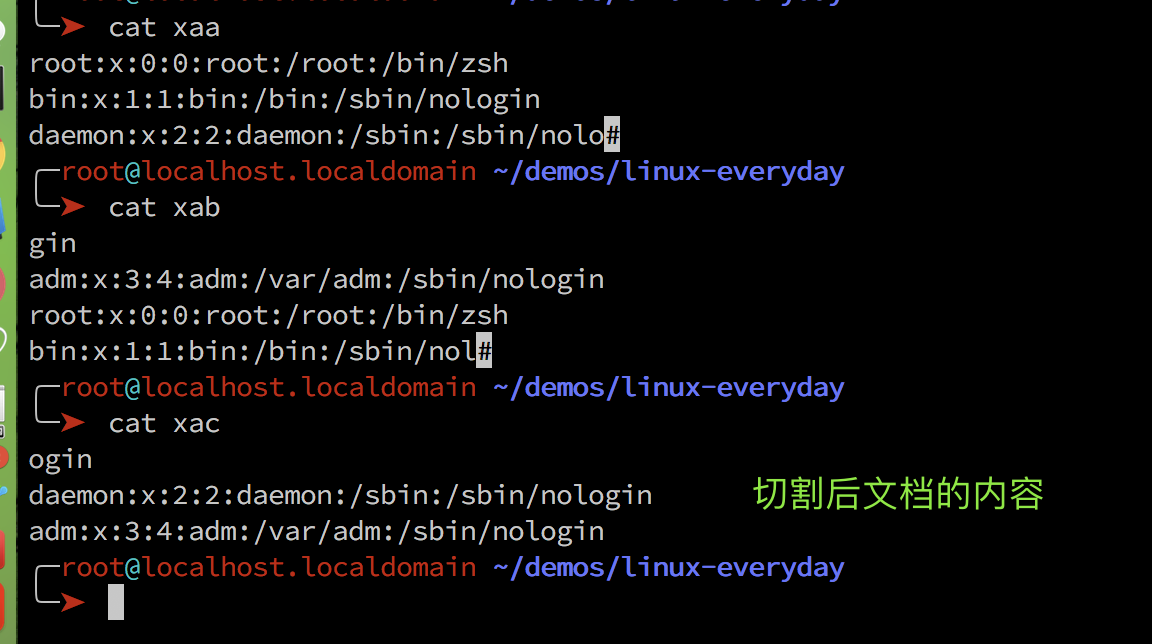 cat xaa
root:x:0:0:root:/root:/bin/zsh
bin:x:1:1:bin:/bin:/sbin/nologin
daemon:x:2:2:daemon:/sbin:/sbin/nolo#
root@localhost.localdomain ~/demos/linux-everyday
cat xab
gin
adm:x:3:4:adm:/var/adm:/sbin/nologin
root:x:0:0:root:/root:/bin/zsh
bin:x:1:1:bin:/bin:/sbin/nol#
root@localhost.localdomain ~/demos/linux-everyday
cat xac
ogin
daemon:x:2:2:daemon:/sbin:/sbin/nologin
切割后文档的内容
adm:x:3:4:adm:/var/adm:/sbin/nologin
root@localhost.localdomain ~/demos/linux-everyday